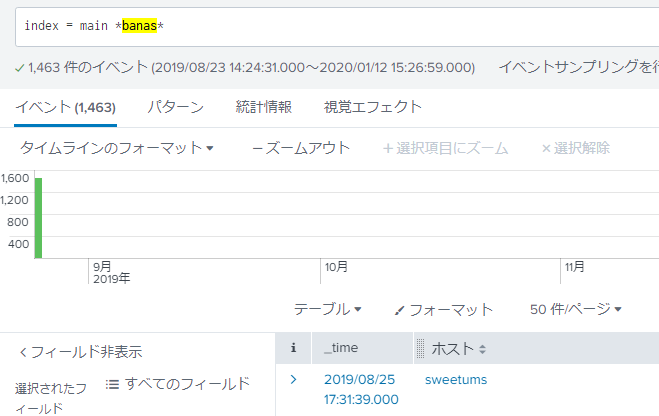 index = main *banas*
✓ 1,463 件のイベント (2019/08/23 14:24:31.000～2020/01/12 15:26:59.000) イベントサンプリングを行
イベント (1,463) パターン 統計情報 視覚エフェクト
タイムラインのフォーマット ▼ − ズームアウト + 選択項目にズーム × 選択解除
1,600
1,200
800
400
9月 10月 11月
2019年
テーブル ▼ フォーマット 50 件/ページ ▼
< フィールド非表示 すべてのフィールド
選択されたフィ
ールド
i _time ホスト
> 2019/08/25 sweetums
17:31:39.000